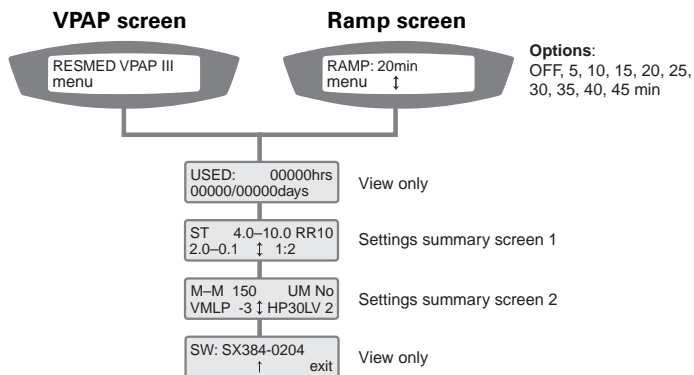 VPAP screen
Ramp screen
RESMED VPAP III
menu
RAMP: 20min
menu ↕
Options:
OFF, 5, 10, 15, 20, 25,
30, 35, 40, 45 min
USED: 00000hrs
00000/00000days
View only
ST 4.0–10.0 RR10
2.0–0.1 ↕ 1:2
Settings summary screen 1
M–M 150 UM No
VMLP -3 ↕ HP30LV 2
Settings summary screen 2
SW: SX384-0204
↑ exit
View only